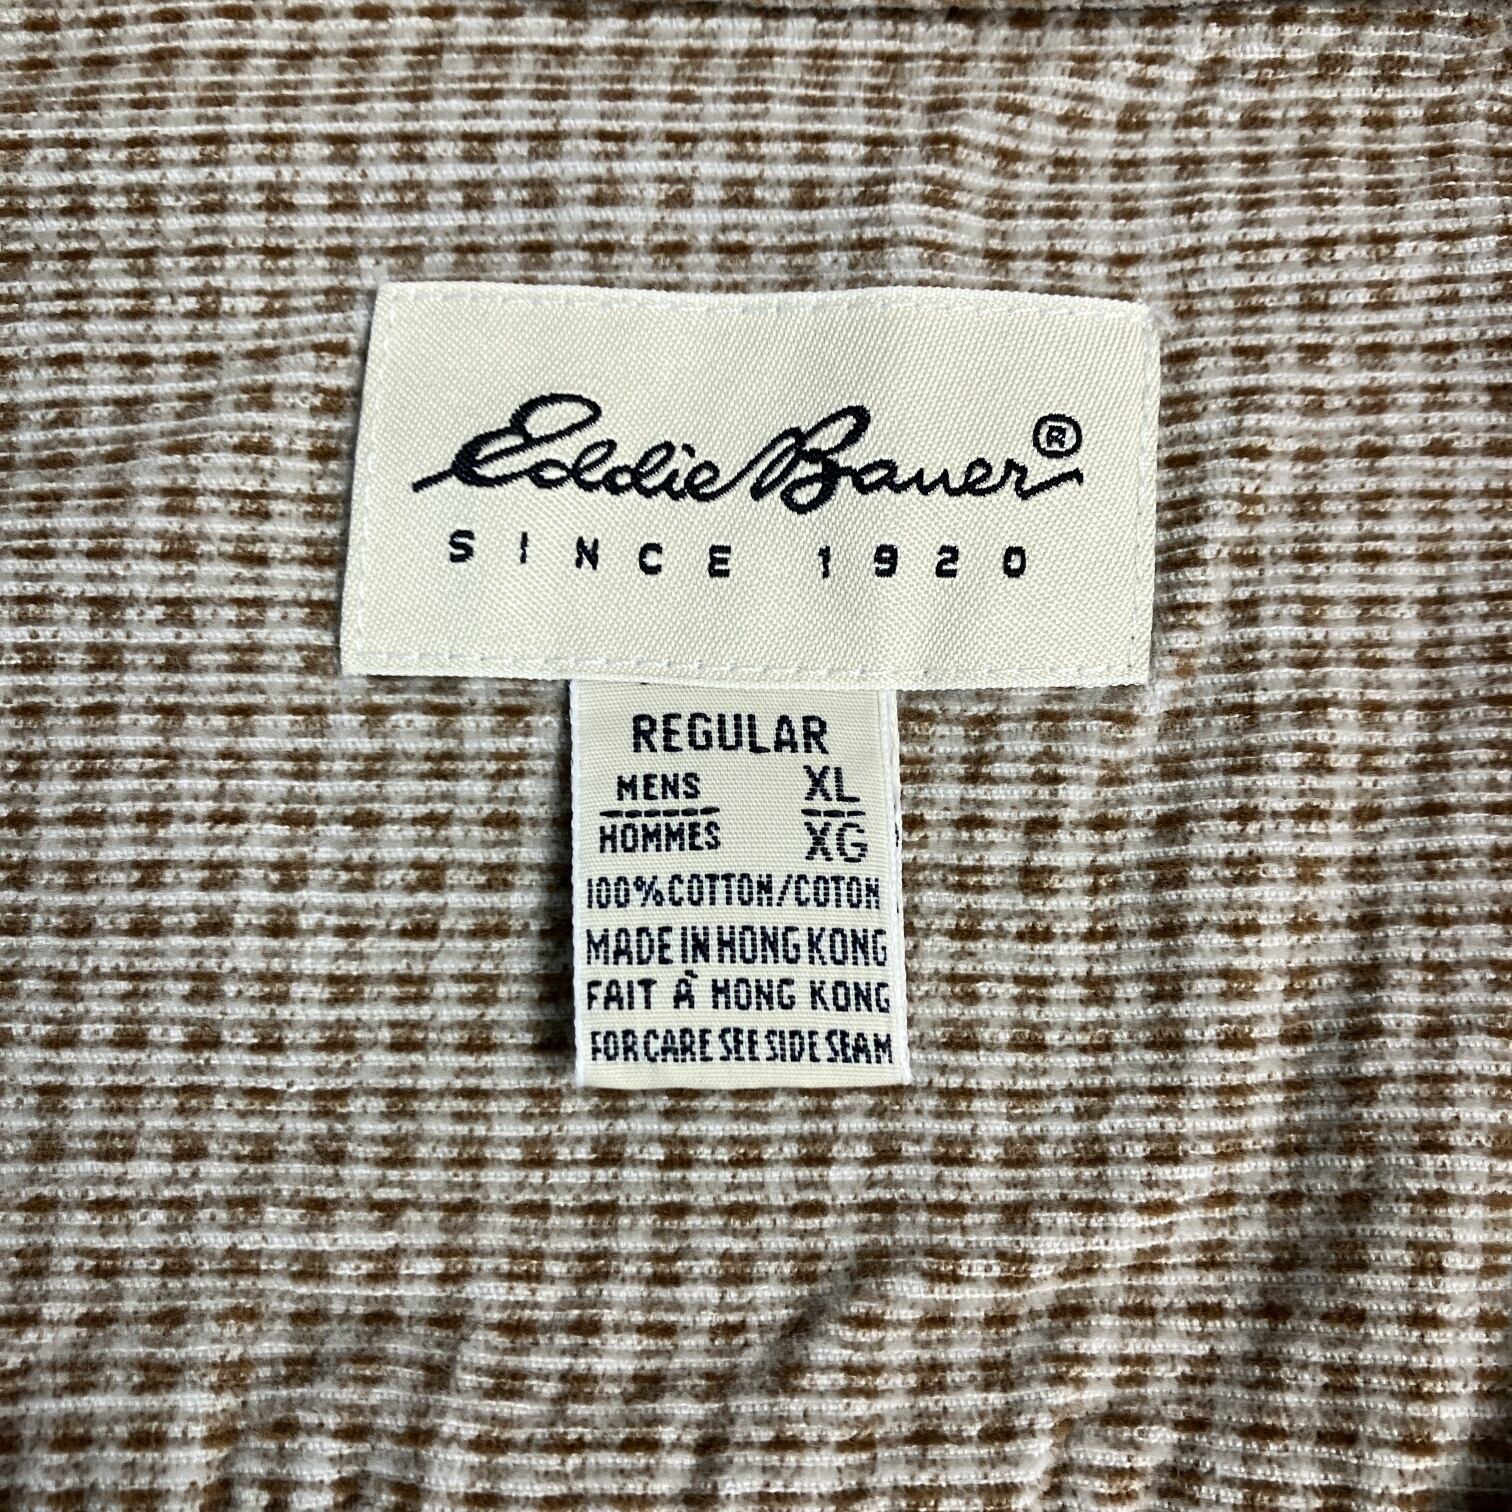 Eddie Bauer®
SINCE 1920
REGULAR
MENS XL
HOMMES XG
100% COTTON/COTON
MADE IN HONG KONG
FAIT À HONG KONG
FOR CARE SEE SIDE SEAM